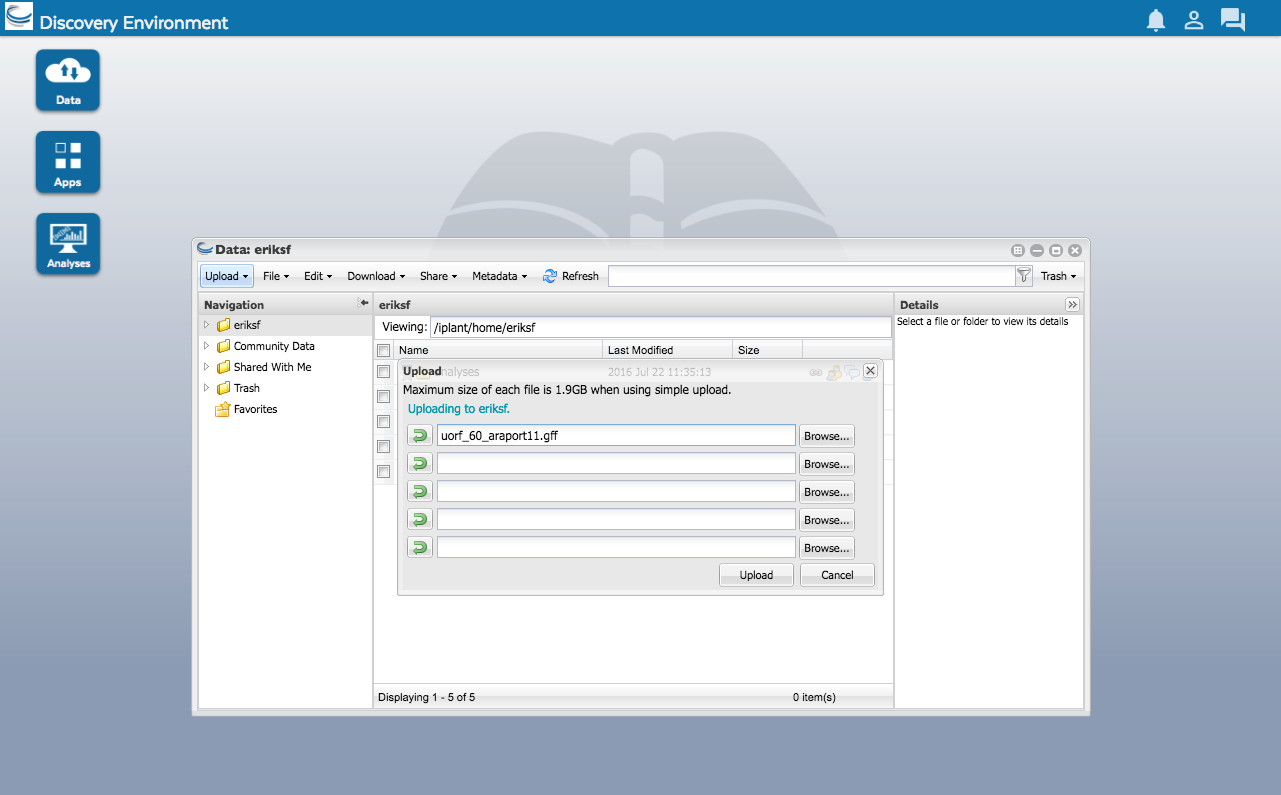 Discovery Environment
Data
Apps
Analyses
Data: eriksf
Upload File Edit Download Share Metadata Refresh Trash
Navigation
eriksf
Community Data
Shared With Me
Trash
Favorites
eriksf
Viewing: /iplant/home/eriksf
Name Last Modified Size
analyses 2016 Jul 22 11:35:13
Upload
Maximum size of each file is 1.9GB when using simple upload.
Uploading to eriksf.
uorf_60_araport11.gff Browse...
Browse...
Browse...
Browse...
Browse...
Upload Cancel
Displaying 1 - 5 of 5 0 item(s)
Details
Select a file or folder to view its details